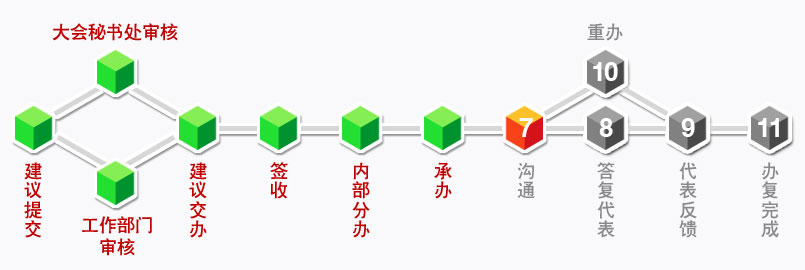 大会秘书处审核
重办
10
7
8
9
11
建议提交
工作部门
审核
建议交办
签收
内部分办
承办
沟通
答复代表
代表反馈
办复完成